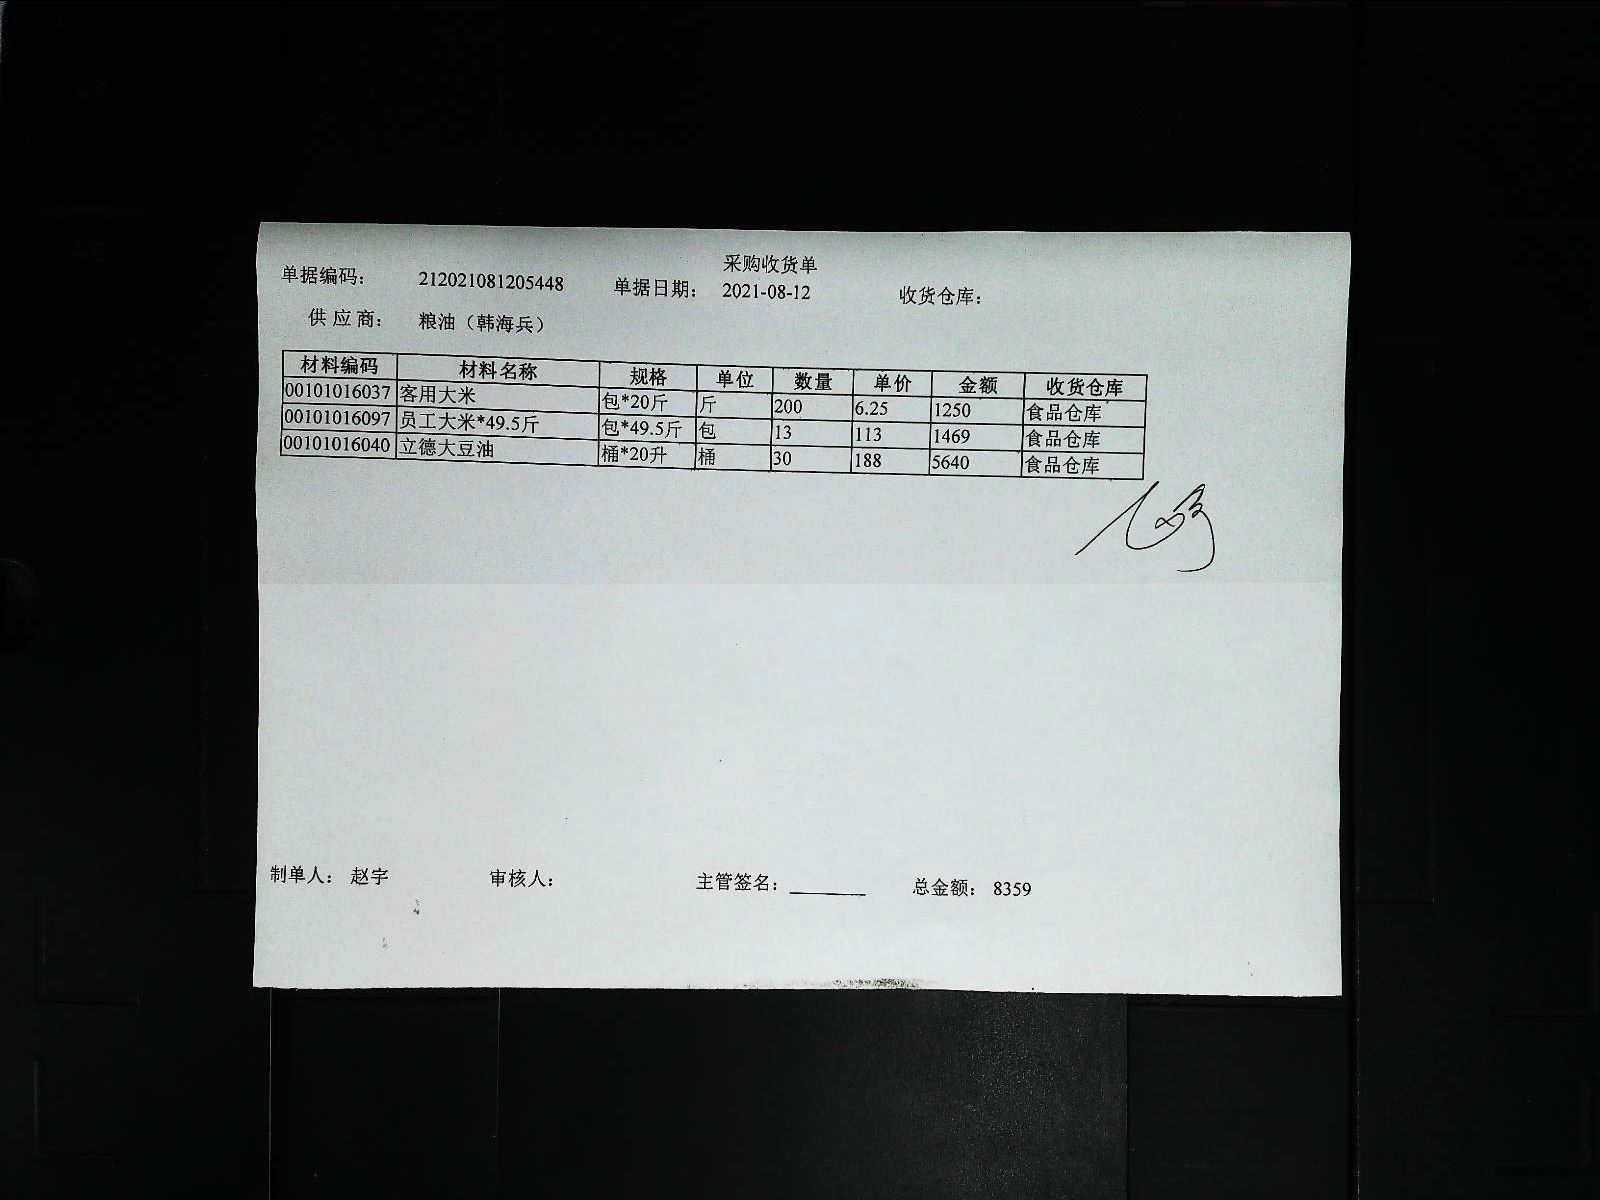 采购收货单
单据编码： 212021081205448 单据日期： 2021-08-12 收货仓库：
供 应 商： 粮油（韩海兵）
材料编码 材料名称 规格 单位 数量 单价 金额 收货仓库
00101016037 客用大米 包*20斤 斤 200 6.25 1250 食品仓库
00101016097 员工大米*49.5斤 包*49.5斤 包 13 113 1469 食品仓库
00101016040 立德大豆油 桶*20升 桶 30 188 5640 食品仓库
制单人： 赵宇 审核人： 主管签名：________ 总金额： 8359